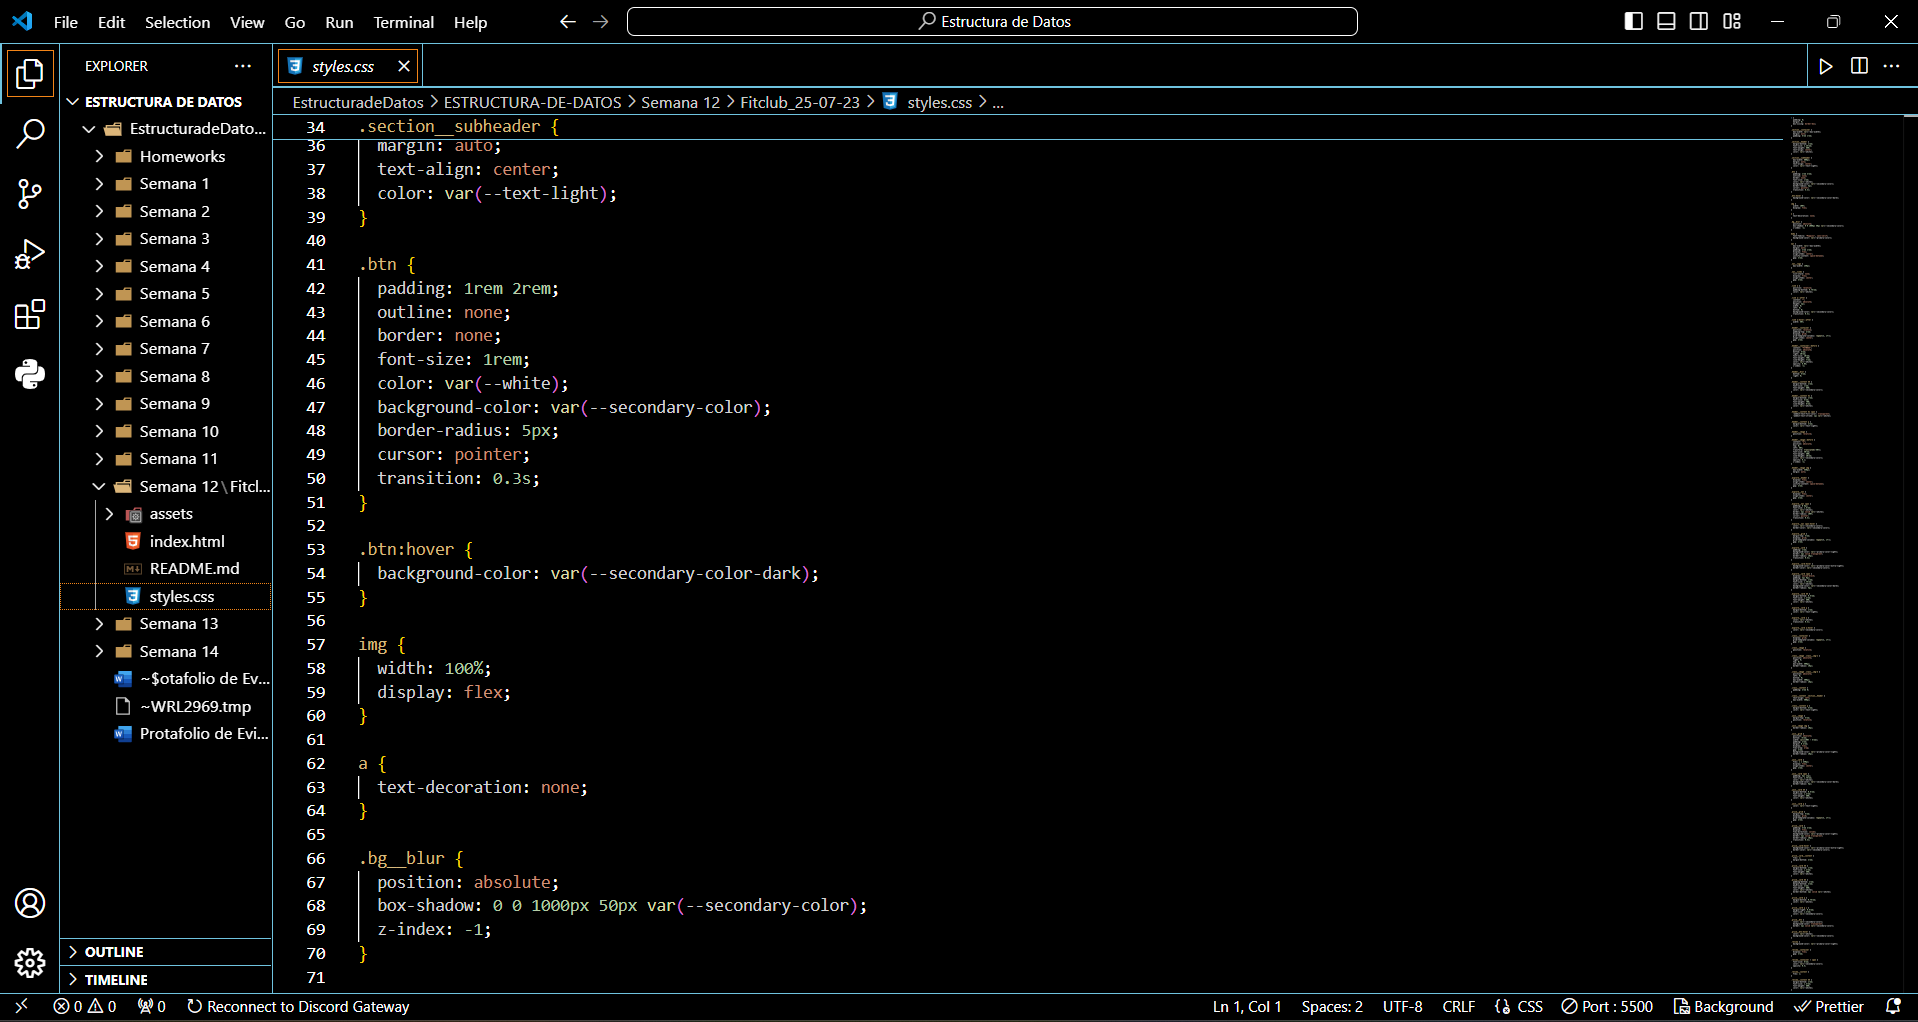 File Edit Selection View Go Run Terminal Help
Estructura de Datos
EXPLORER
ESTRUCTURA DE DATOS
EstructuradeDato...
Homeworks
Semana 1
Semana 2
Semana 3
Semana 4
Semana 5
Semana 6
Semana 7
Semana 8
Semana 9
Semana 10
Semana 11
Semana 12\Fitcl...
assets
index.html
README.md
styles.css
Semana 13
Semana 14
~$otafolio de Ev...
~WRL2969.tmp
Protafolio de Evi...
OUTLINE
TIMELINE
styles.css
EstructuradeDatos > ESTRUCTURA-DE-DATOS > Semana 12 > Fitclub_25-07-23 > styles.css > ...
34 .section__subheader {
36 margin: auto;
37 text-align: center;
38 color: var(--text-light);
39 }
40
41 .btn {
42 padding: 1rem 2rem;
43 outline: none;
44 border: none;
45 font-size: 1rem;
46 color: var(--white);
47 background-color: var(--secondary-color);
48 border-radius: 5px;
49 cursor: pointer;
50 transition: 0.3s;
51 }
52
53 .btn:hover {
54 background-color: var(--secondary-color-dark);
55 }
56
57 img {
58 width: 100%;
59 display: flex;
60 }
61
62 a {
63 text-decoration: none;
64 }
65
66 .bg__blur {
67 position: absolute;
68 box-shadow: 0 0 1000px 50px var(--secondary-color);
69 z-index: -1;
70 }
71
0 0 0 Reconnect to Discord Gateway
Ln 1, Col 1 Spaces: 2 UTF-8 CRLF CSS Port : 5500 Background Prettier